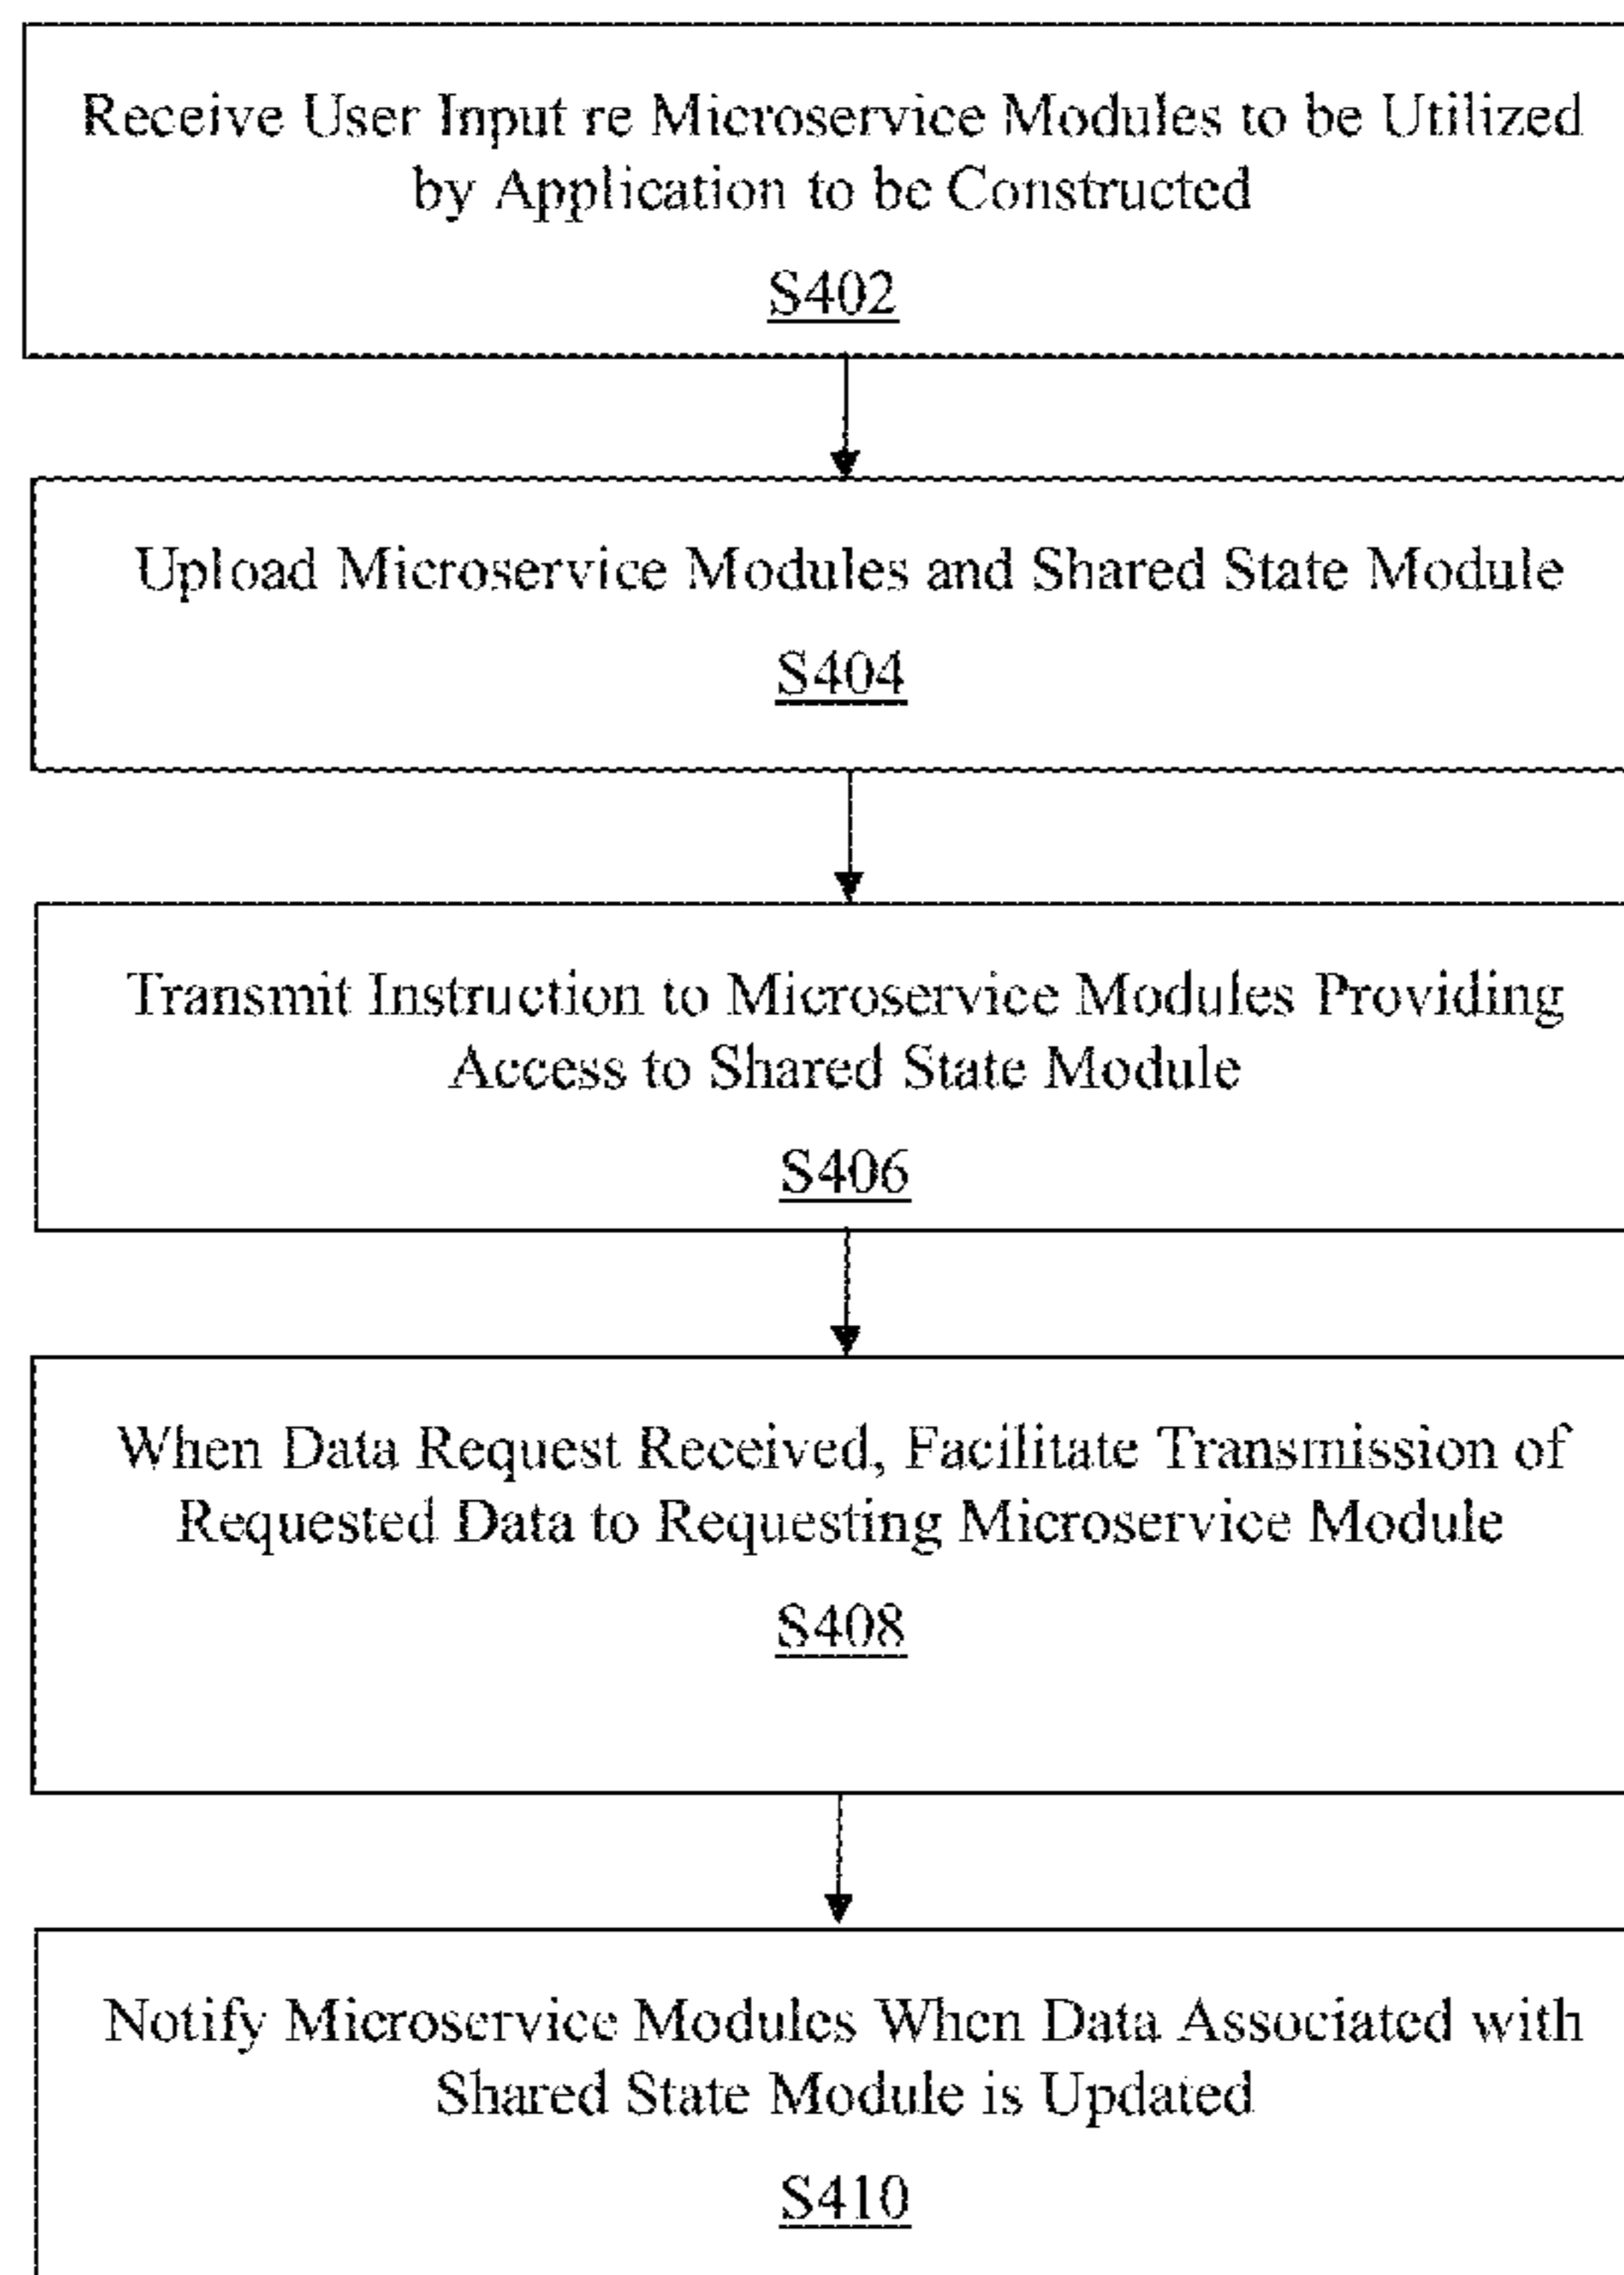 Receive User Input re Microservice Modules to be Utilized
by Application to be Constructed
S402
Upload Microservice Modules and Shared State Module
S404
Transmit Instruction to Microservice Modules Providing
Access to Shared State Module
S406
When Data Request Received, Facilitate Transmission of
Requested Data to Requesting Microservice Module
S408
Notify Microservice Modules When Data Associated with
Shared State Module is Updated
S410